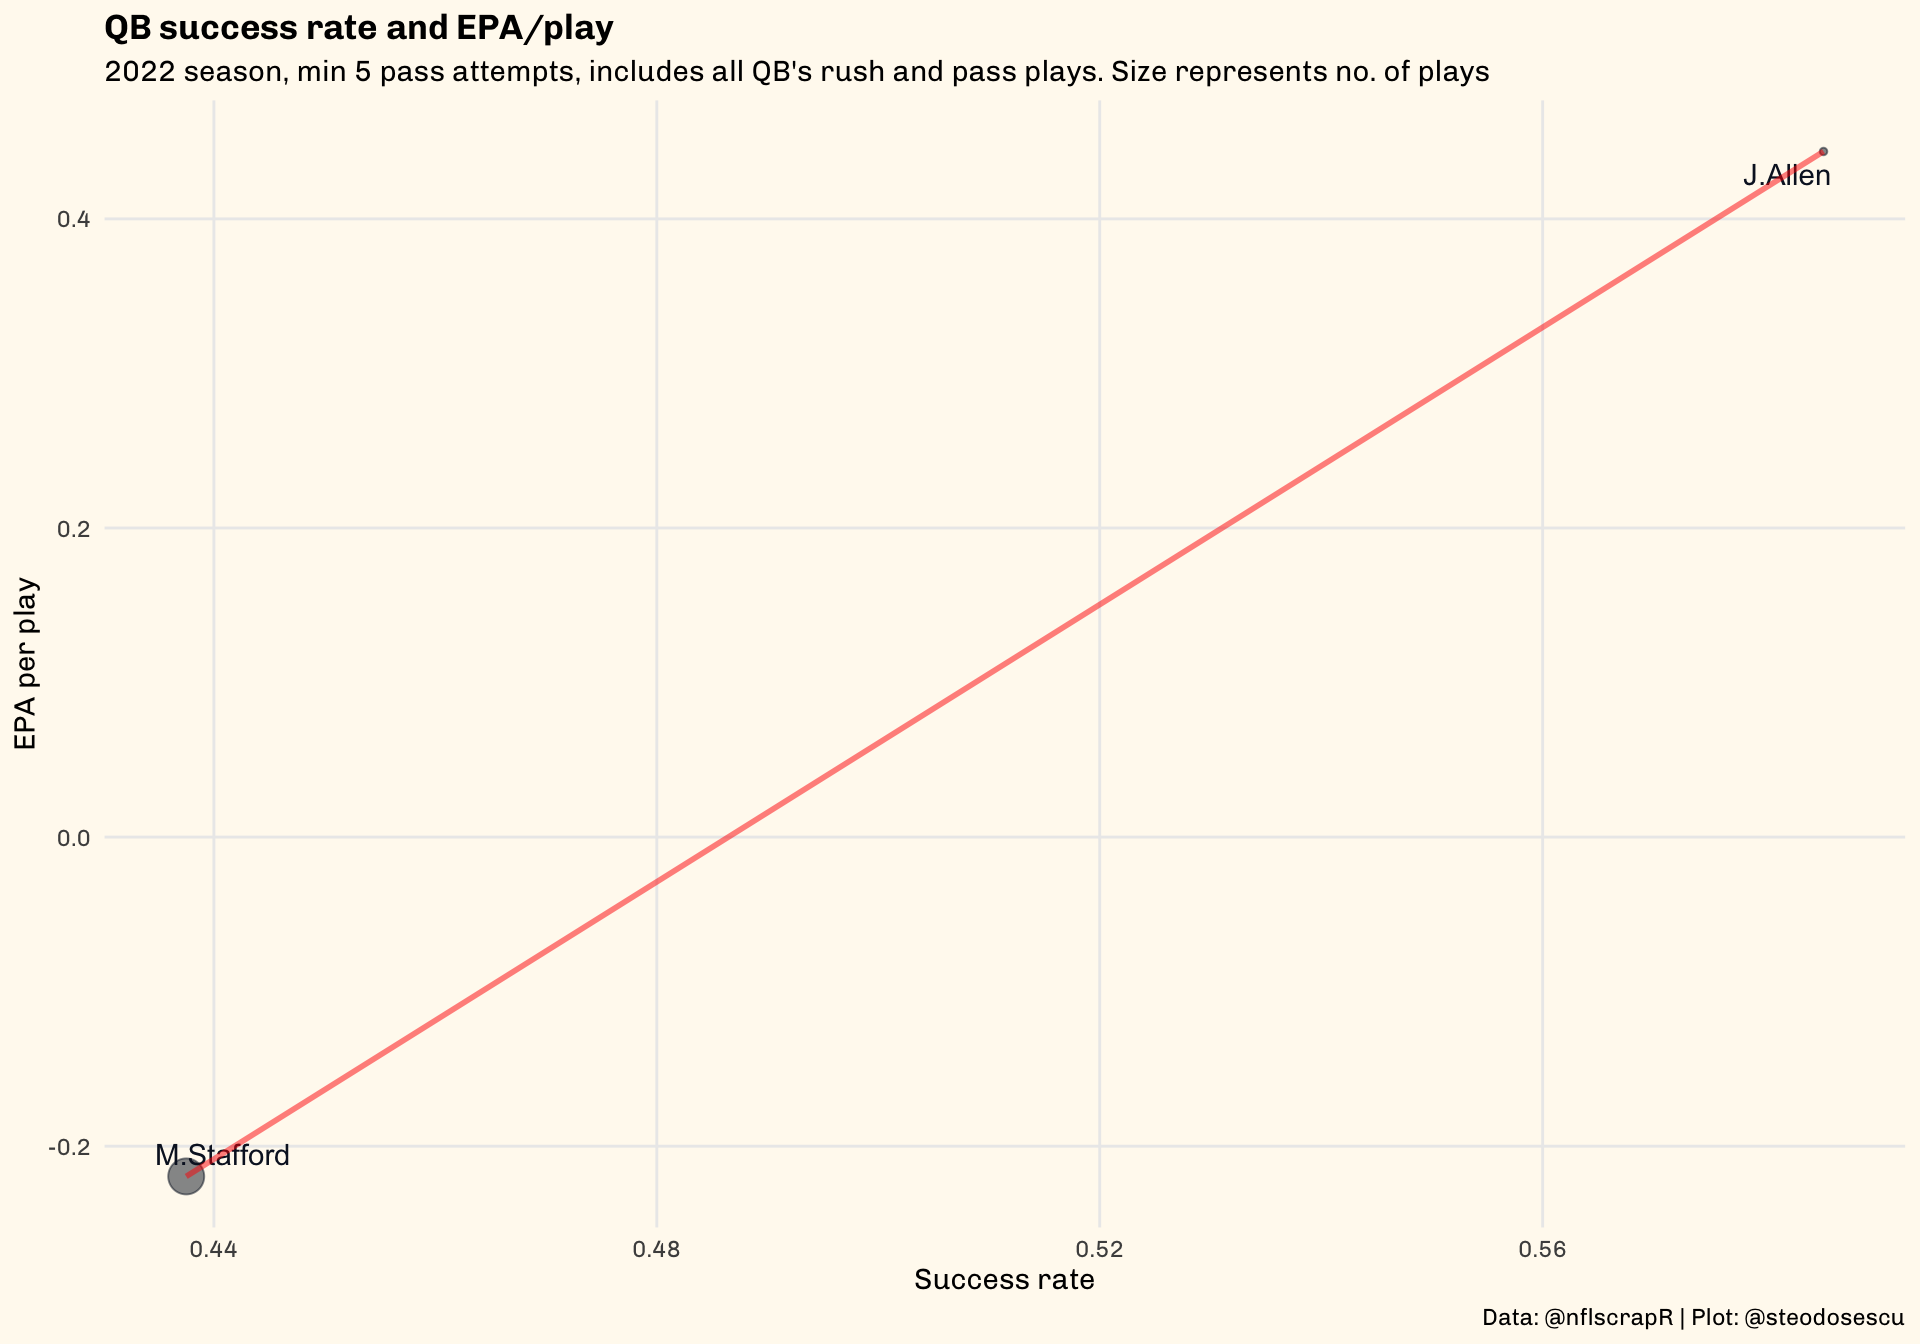 QB success rate and EPA/play
2022 season, min 5 pass attempts, includes all QB's rush and pass plays. Size represents no. of plays
J.Allen
0.4
0.2
EPA per play
0.0
-0.2
M.Stafford
0.44
0.48
0.52
0.56
Success rate
Data: @nflscrapR | Plot: @steodosescu